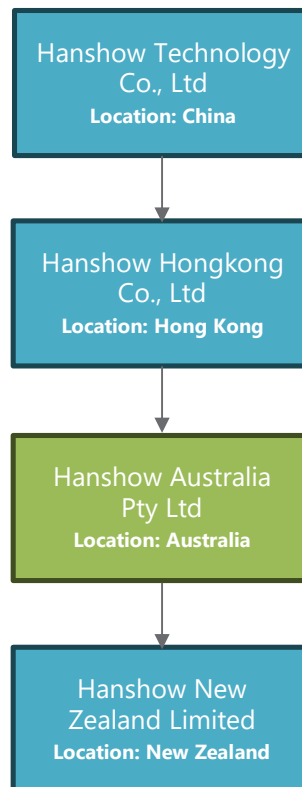 Hanshow Technology
Co., Ltd
Location: China
Hanshow Hongkong
Co., Ltd
Location: Hong Kong
Hanshow Australia
Pty Ltd
Location: Australia
Hanshow New
Zealand Limited
Location: New Zealand